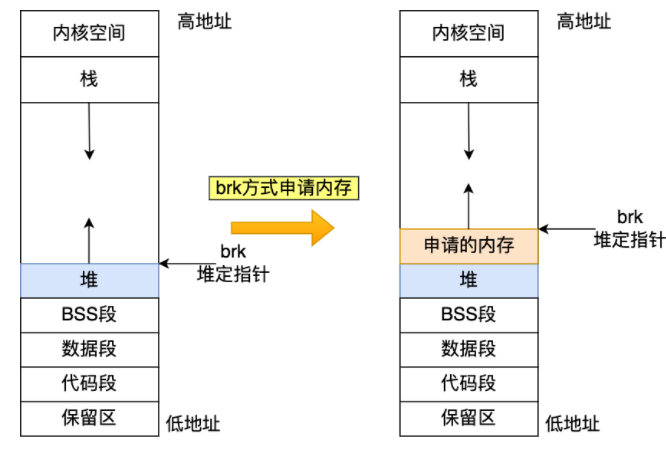 内核空间
高地址
栈
brk
堆定指针
堆
BSS段
数据段
代码段
保留区
低地址
brk方式申请内存
内核空间
高地址
栈
brk
堆定指针
申请的内存
堆
BSS段
数据段
代码段
保留区
低地址